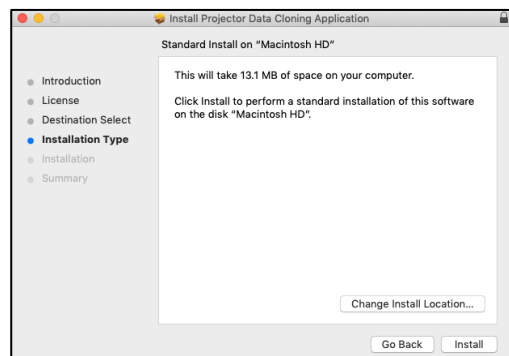 Install Projector Data Cloning Application
Standard Install on "Macintosh HD"
Introduction
License
Destination Select
Installation Type
Installation
Summary
This will take 13.1 MB of space on your computer.
Click Install to perform a standard installation of this software
on the disk "Macintosh HD".
Change Install Location...
Go Back
Install